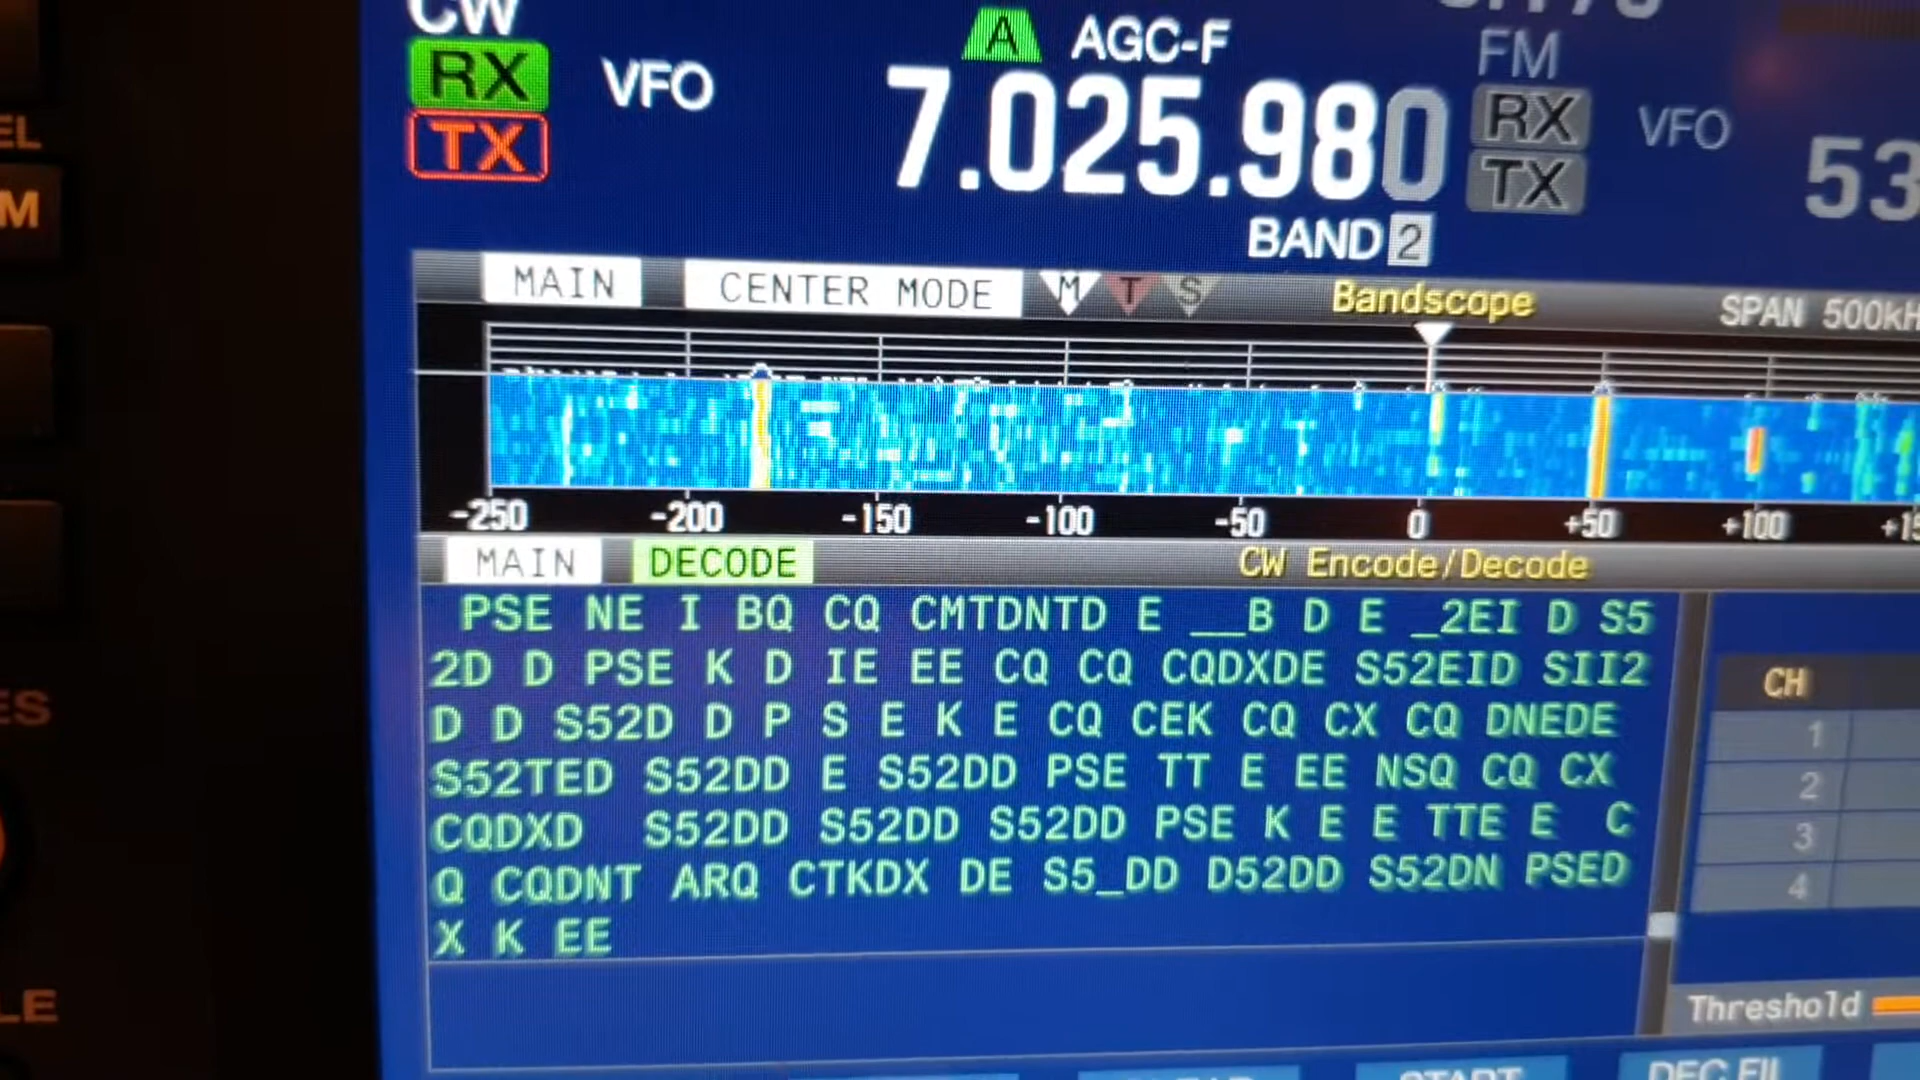 CW
RX VFO AGC-F FM
A
TX 7.025.980 RX VFO 53
TX
BAND 2
EL
M
MAIN CENTER MODE M T S Bandscope SPAN 500kH
-250 -200 -150 -100 -50 0 +50 +100 +15
MAIN DECODE CW Encode/Decode
PSE NE I BQ CQ CMTDNTD E __B D E _2EI D S5
2D D PSE K D IE EE CQ CQ CQDXDE S52EID SII2
D D S52D D P S E K E CQ CEK CQ CX CQ DNEDE
S52TED S52DD E S52DD PSE TT E EE NSQ CQ CX
CQDXD S52DD S52DD S52DD PSE K E E TTE E C
Q CQDNT ARQ CTKDX DE S5_DD D52DD S52DN PSED
X K EE
CH
1
2
3
4
ES
LE
Threshold
START
DEC FIL